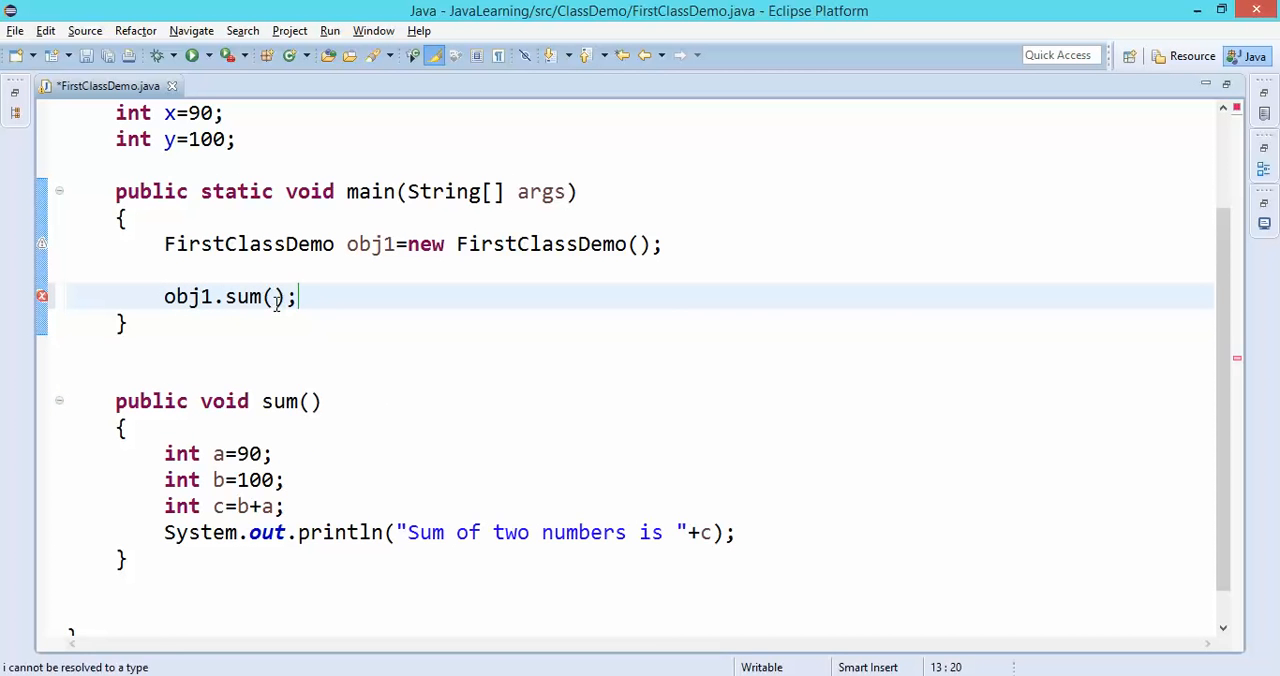 Java - JavaLearning/src/ClassDemo/FirstClassDemo.java - Eclipse Platform
File Edit Source Refactor Navigate Search Project Run Window Help
Quick Access Resource Java
*FirstClassDemo.java
int x=90;
int y=100;
public static void main(String[] args)
{
FirstClassDemo obj1=new FirstClassDemo();
obj1.sum();
}
public void sum()
{
int a=90;
int b=100;
int c=b+a;
System.out.println("Sum of two numbers is "+c);
}
}
i cannot be resolved to a type Writable Smart Insert 13 : 20